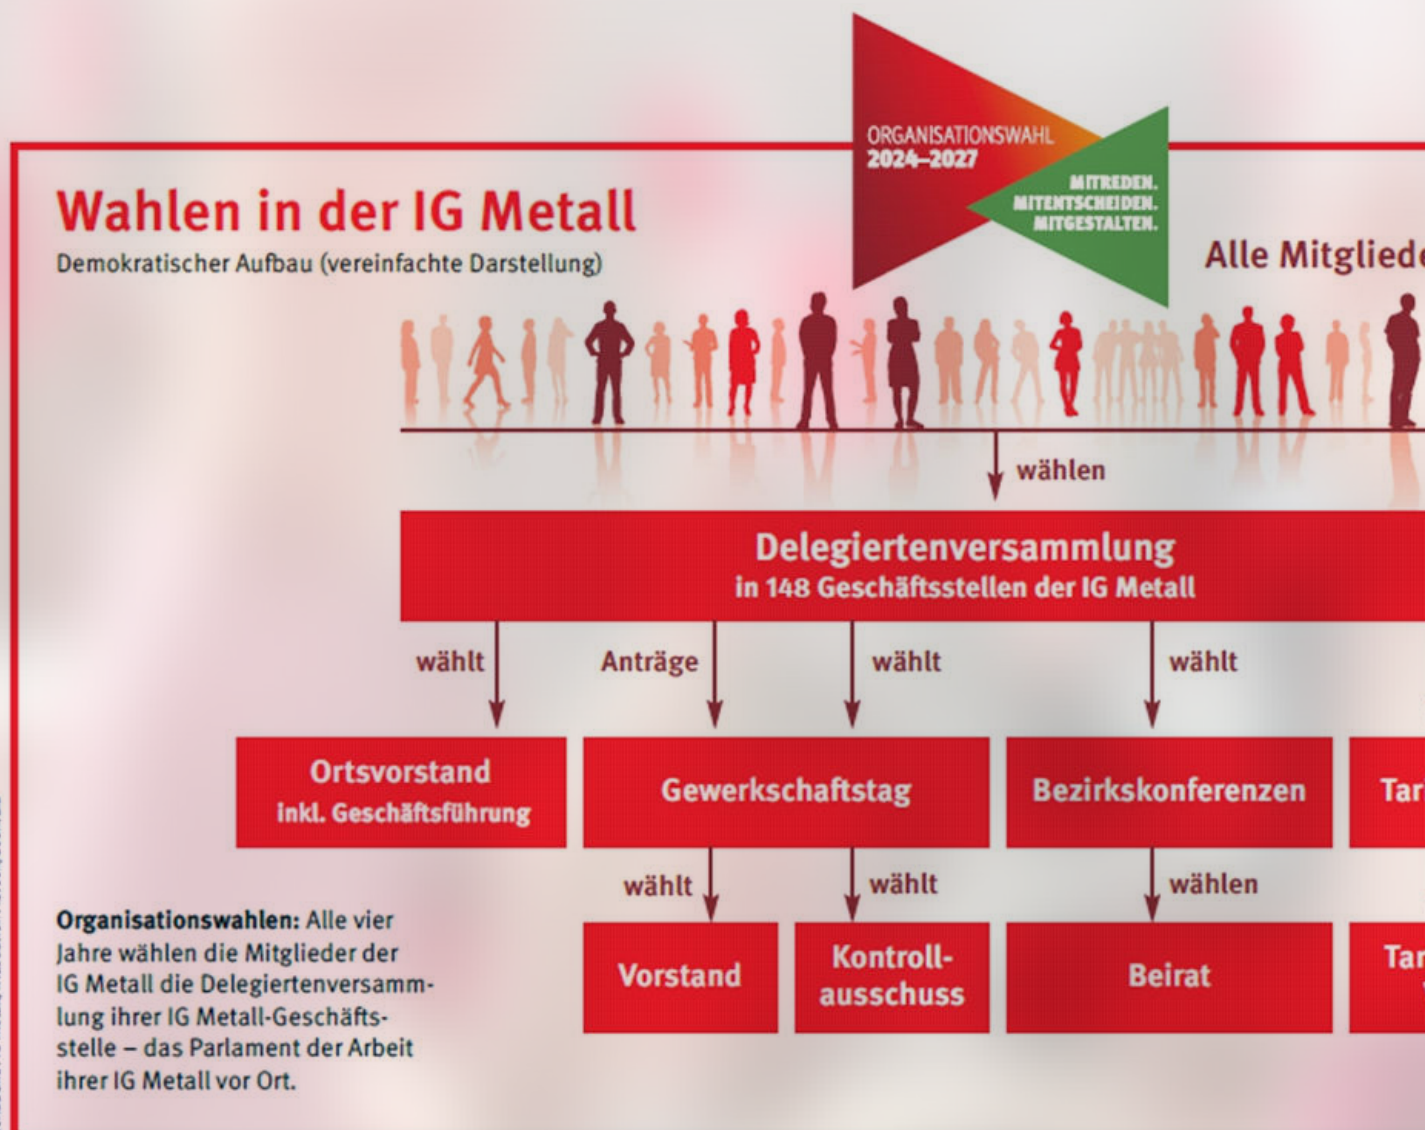 ORGANISATIONSWAHL
2024–2027
MITREDEN.
MITENTSCHEIDEN.
MITGESTALTEN.
Wahlen in der IG Metall
Demokratischer Aufbau (vereinfachte Darstellung)
Alle
wählen
Delegiertenversammlung
in 148 Geschäftsstellen der IG Metall
wählt
Anträge
wählt
wählt
Ortsvorstand
inkl. Geschäftsführung
Gewerkschaftstag
Bezirkskonferenzen
wählt
wählt
wählen
Vorstand
Kontroll-
ausschuss
Beirat
Organisationswahlen: Alle vier
Jahre wählen die Mitglieder der
IG Metall die Delegiertenversamm-
lung ihrer IG Metall-Geschäfts-
stelle – das Parlament der Arbeit
ihrer IG Metall vor Ort.